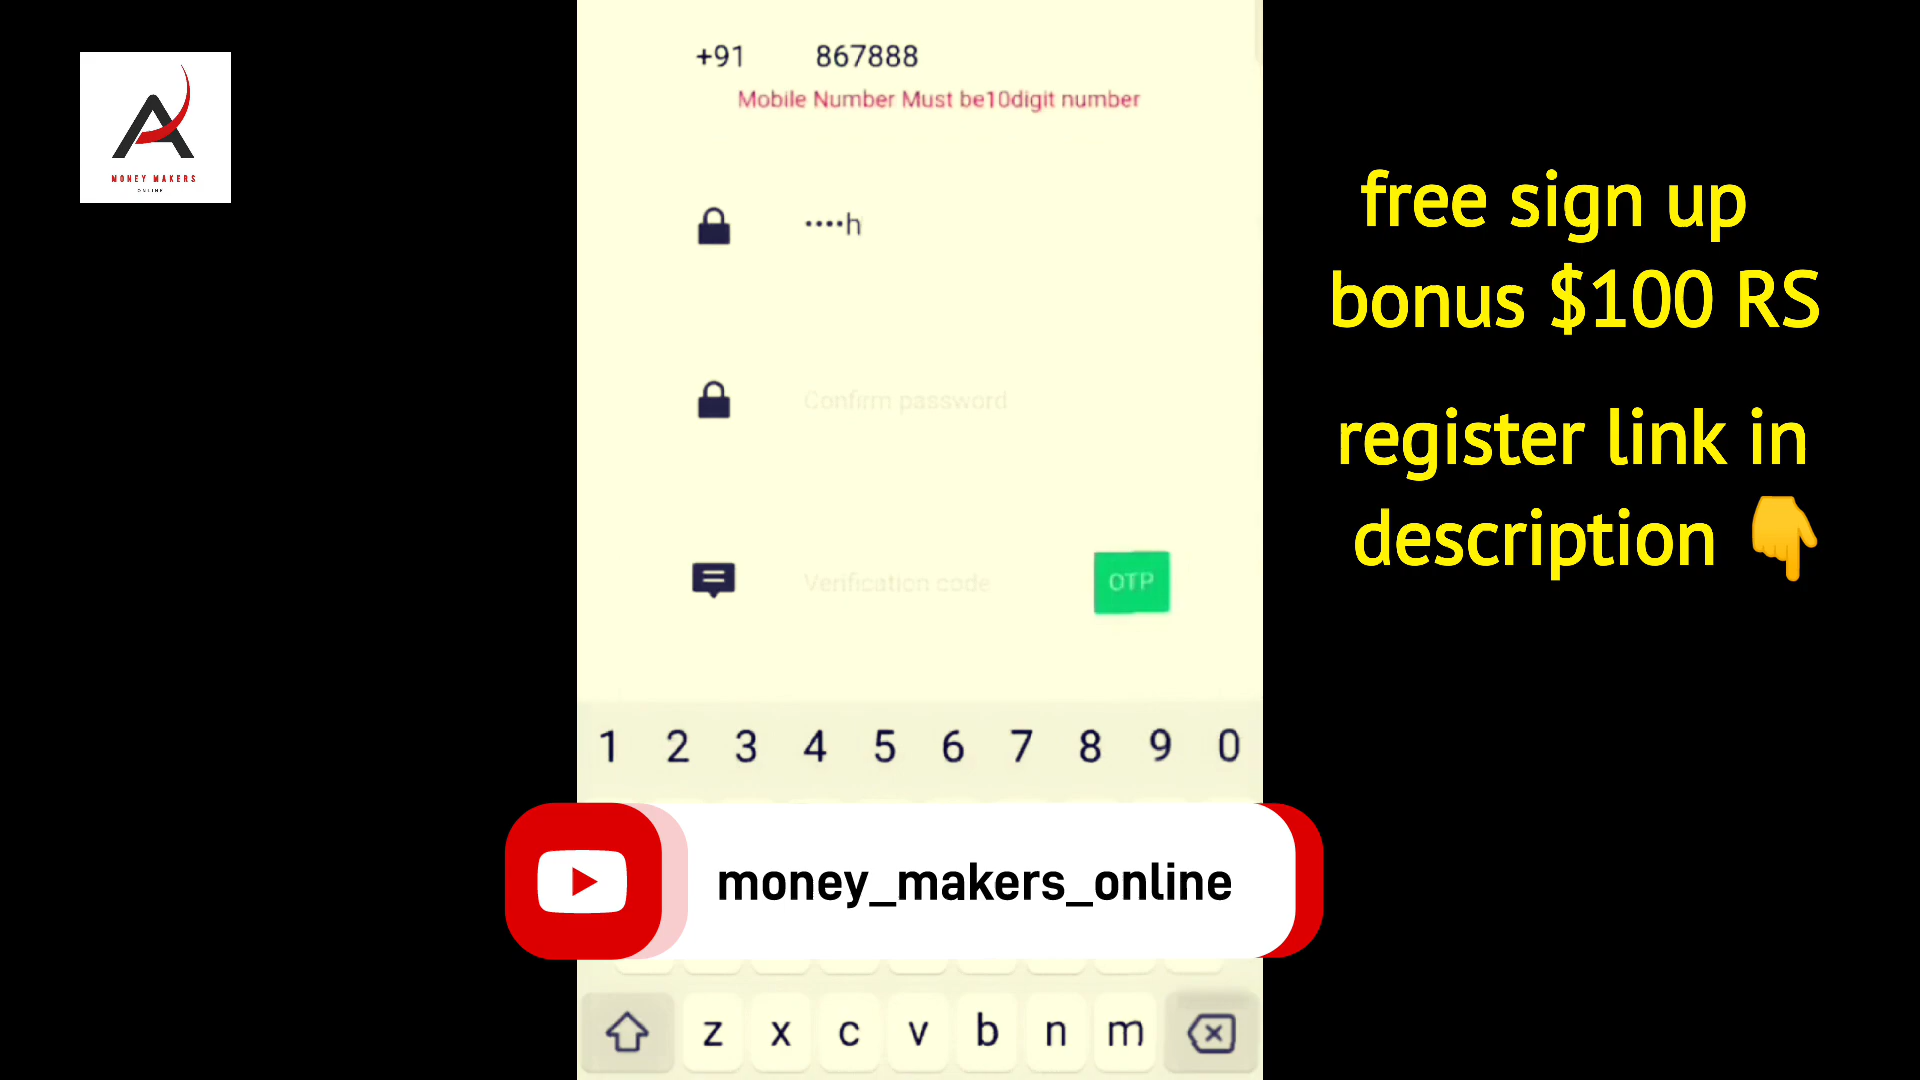 MONEY MAKERS
ONLINE
+91 867888
Mobile Number Must be10digit number
••••h
Confirm password
Verification code OTP
free sign up
bonus $100 RS
register link in
description 👇
1 2 3 4 5 6 7 8 9 0
money_makers_online
z x c v b n m